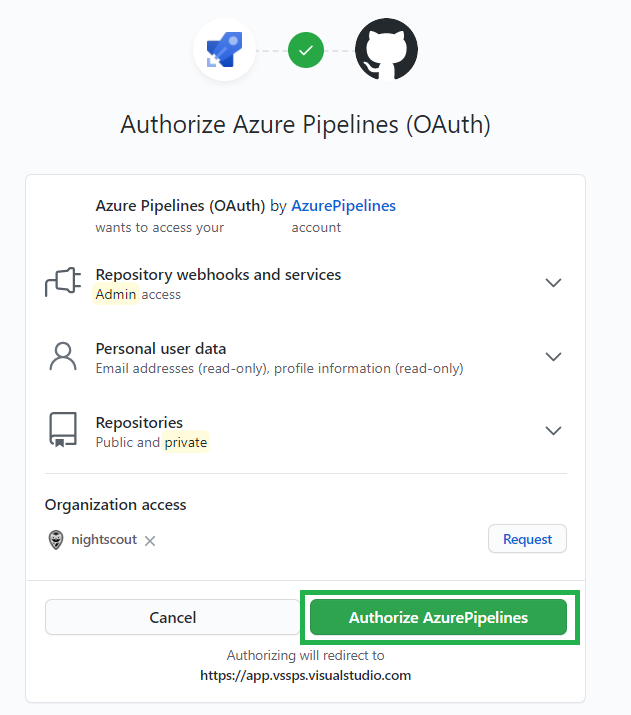 Authorize Azure Pipelines (OAuth)
Azure Pipelines (OAuth) by AzurePipelines
wants to access your account
Repository webhooks and services
Admin access
Personal user data
Email addresses (read-only), profile information (read-only)
Repositories
Public and private
Organization access
nightscout
Request
Cancel
Authorize AzurePipelines
Authorizing will redirect to
https://app.vssps.visualstudio.com